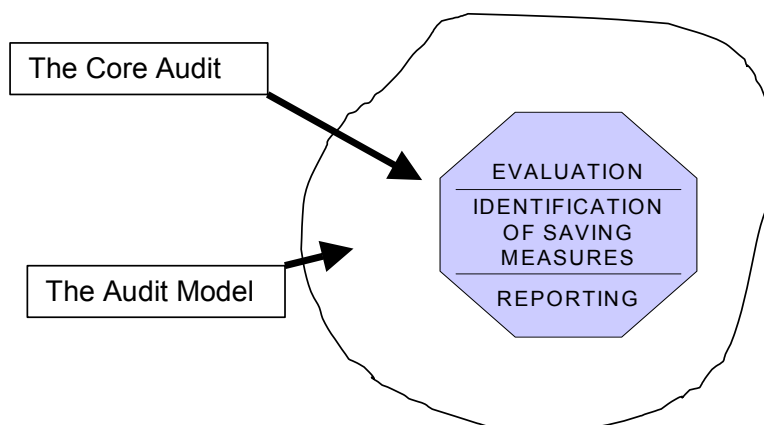 The Core Audit
EVALUATION
IDENTIFICATION
OF SAVING
MEASURES
REPORTING
The Audit Model